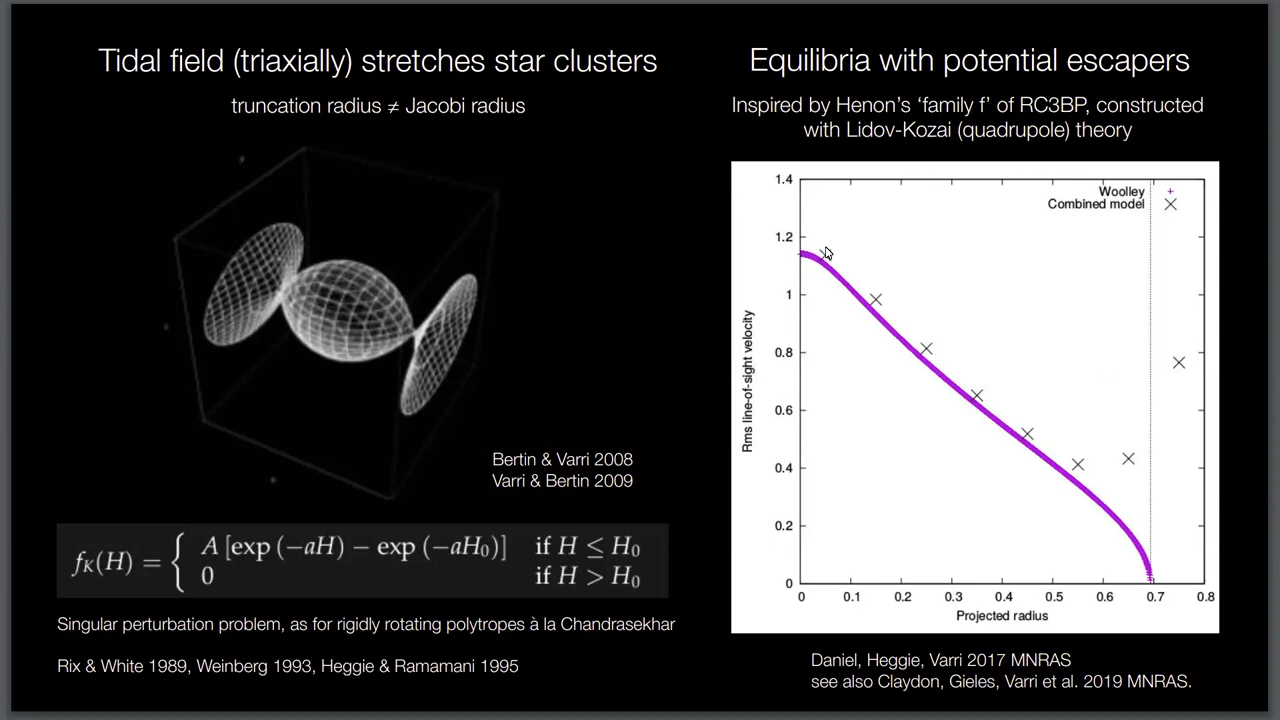 Tidal field (triaxially) stretches star clusters
truncation radius ≠ Jacobi radius
Bertin & Varri 2008
Varri & Bertin 2009
f_K(H) = { A [exp (−aH) − exp (−aH₀)] if H ≤ H₀
0 if H > H₀
Singular perturbation problem, as for rigidly rotating polytropes à la Chandrasekhar
Rix & White 1989, Weinberg 1993, Heggie & Ramamani 1995
Equilibria with potential escapers
Inspired by Henon’s ‘family f’ of RC3BP, constructed
with Lidov-Kozai (quadrupole) theory
Woolley
Combined model
1.4
1.2
1
0.8
0.6
0.4
0.2
0
Rms line-of-sight velocity
0 0.1 0.2 0.3 0.4 0.5 0.6 0.7 0.8
Projected radius
Daniel, Heggie, Varri 2017 MNRAS
see also Claydon, Gieles, Varri et al. 2019 MNRAS.